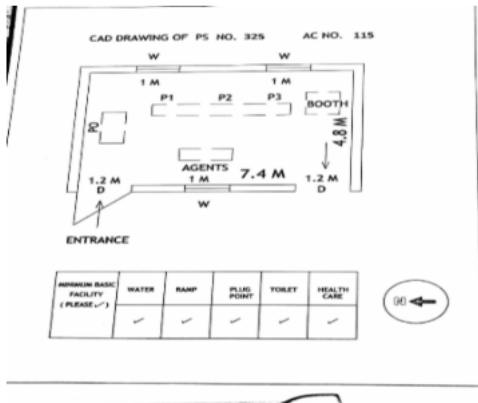 CAD DRAWING OF PS NO. 325 AC NO. 115
W W
1 M 1 M
P1 P2 P3 BOOTH
PO
4.8 M
AGENTS
1.2 M 1 M 7.4 M 1.2 M
D D
W
ENTRANCE
MINIMUM BASIC FACILITY (PLEASE ✓) WATER RAMP PLUG POINT TOILET HEALTH CARE
✓ ✓ ✓ ✓ ✓
N